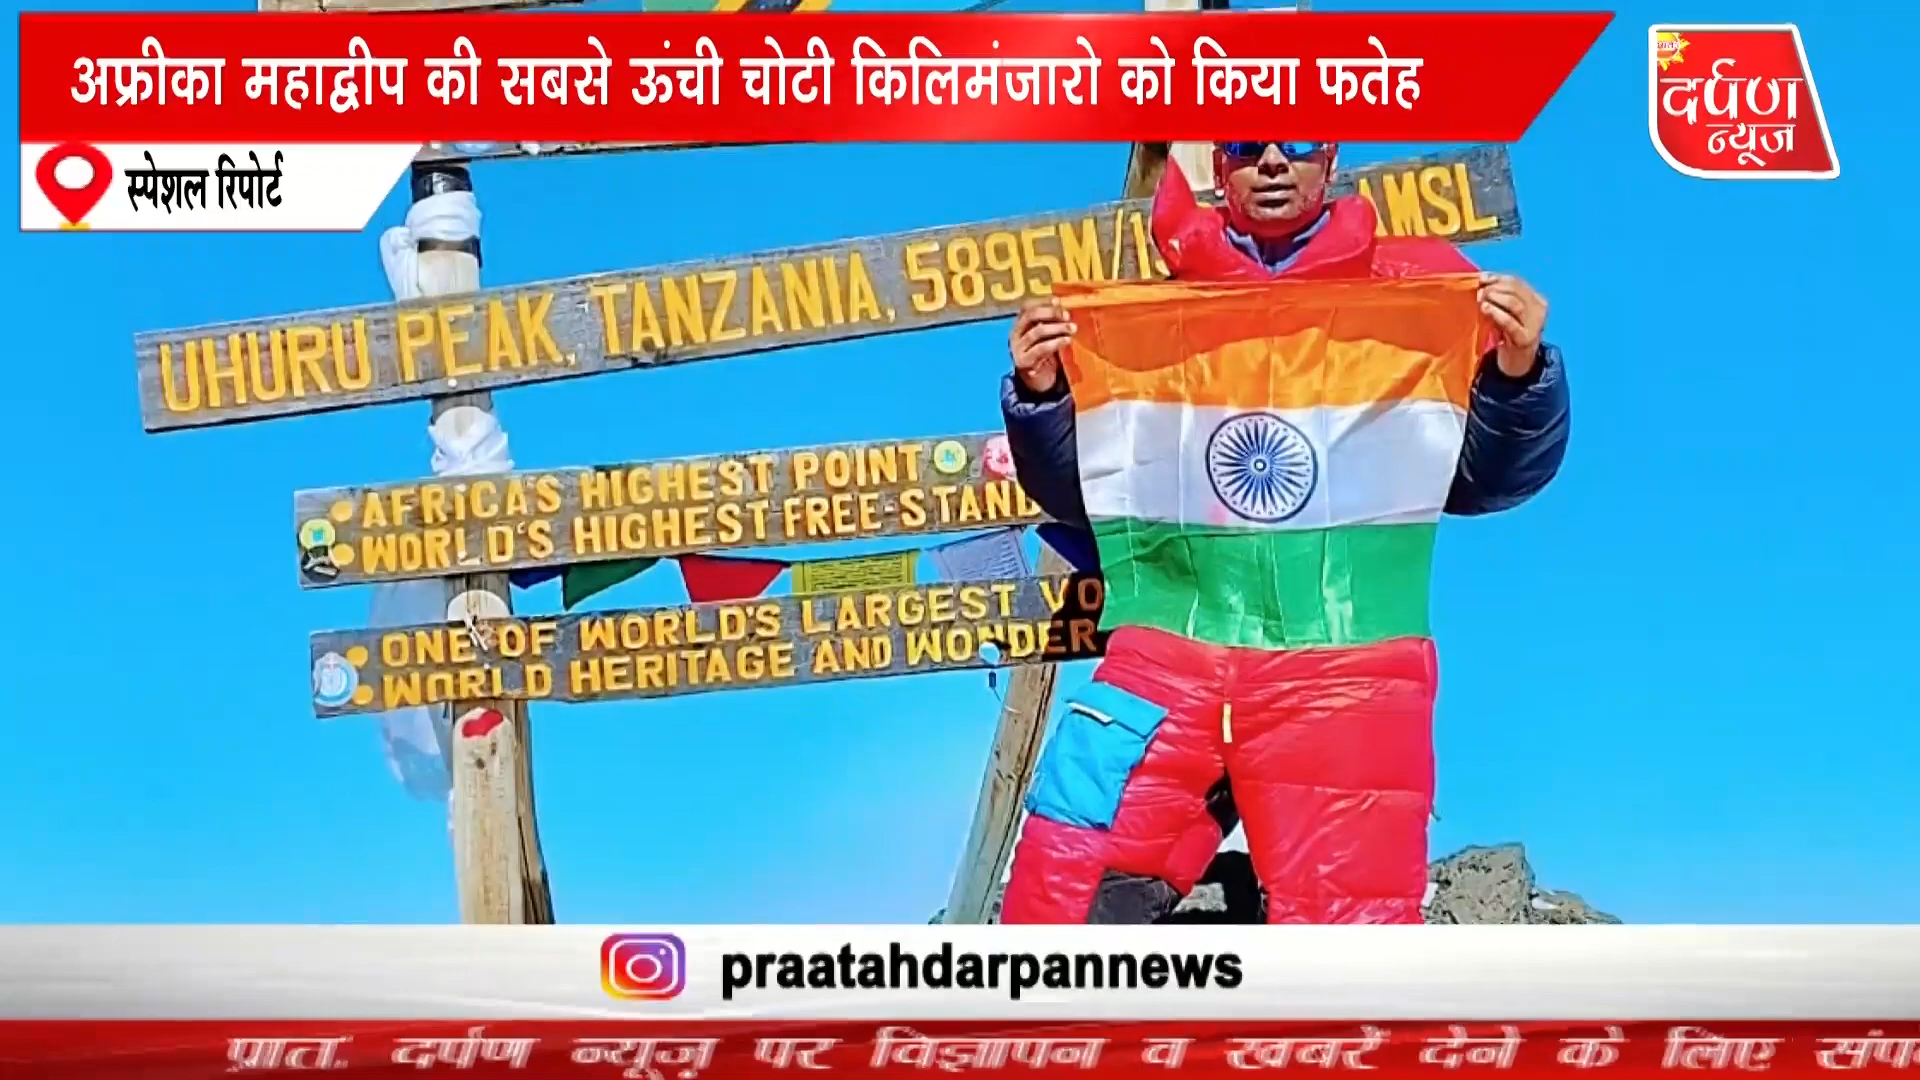 अफ्रीका महाद्वीप की सबसे ऊंची चोटी किलिमंजारो को किया फतेह
दर्पण
न्यूज
स्पेशल रिपोर्ट
UHURU PEAK, TANZANIA, 5895M/1 AMSL
AFRICA'S HIGHEST POINT
WORLD'S HIGHEST FREE-STAND
ONE OF WORLD'S LARGEST VO
WORLD HERITAGE AND WONDER
praatahdarpannews
प्रात: दर्पण न्यूज़ पर विज्ञापन व खबरें देने के लिए संप